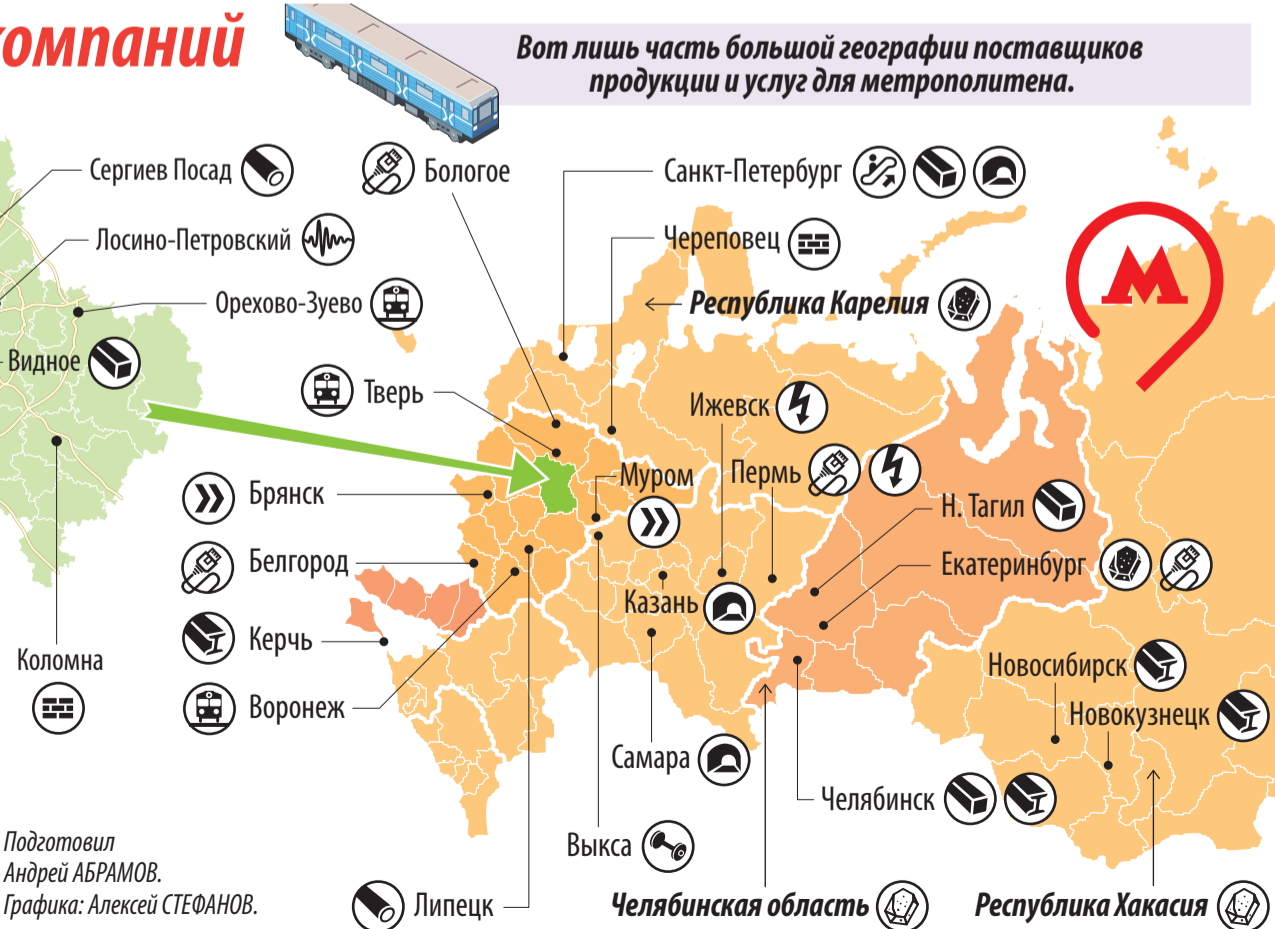 компаний
Вот лишь часть большой географии поставщиков
продукции и услуг для метрополитена.
Сергиев Посад
Бологое
Санкт-Петербург
Лосино-Петровский
Череповец
Орехово-Зуево
Республика Карелия
М
Видное
Тверь
Ижевск
Брянск
Муром
Пермь
Н. Тагил
Белгород
Екатеринбург
Казань
Керчь
Коломна
Новосибирск
Воронеж
Новокузнецк
Самара
Челябинск
Выкса
Подготовил
Андрей АБРАМОВ.
Графика: Алексей СТЕФАНОВ.
Липецк
Челябинская область
Республика Хакасия